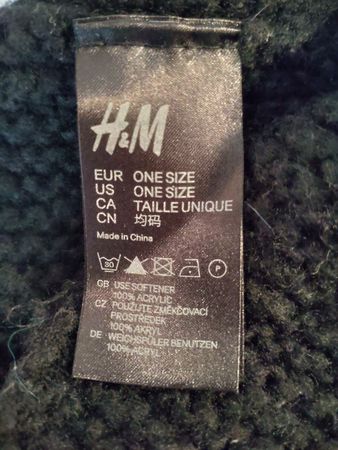 H&M
EUR ONE SIZE
US ONE SIZE
CA TAILLE UNIQUE
CN 均码
Made in China
30 P
GB USE SOFTENER
100% ACRYLIC
CZ POUŽIJTE ZMĚKČOVACÍ
PROSTŘEDEK
100% AKRYL
DE WEICHSPÜLER BENUTZEN
100% ACRYL